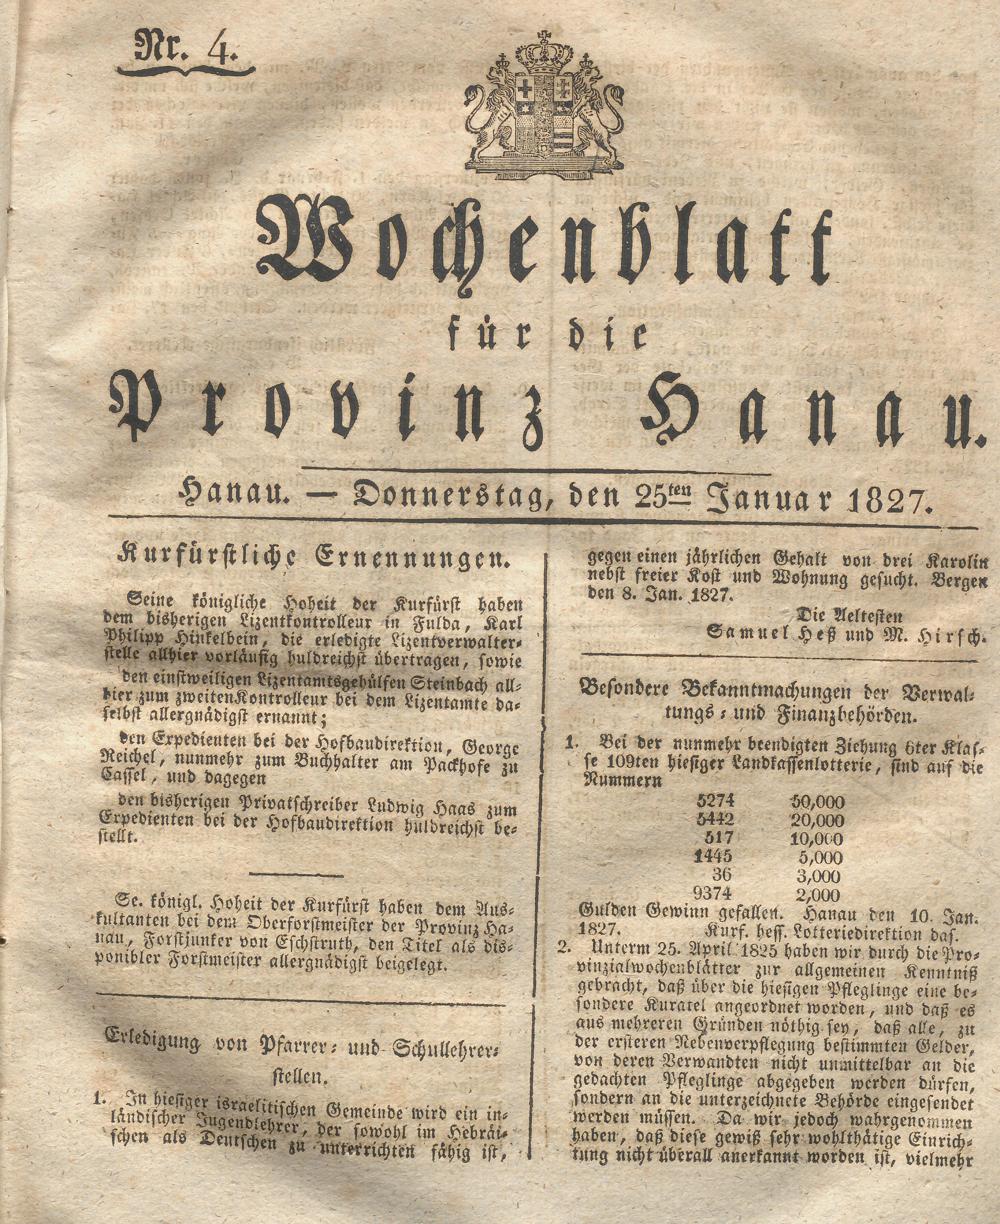 Nr. 4.
Wochenblatt
für die
Provinz Hanau.
Hanau. — Donnerstag, den 25ten Januar 1827.
Kurfürstliche Ernennungen.
Seine königliche Hoheit der Kurfürst haben
dem bisherigen Lizentkontrolleur in Fulda, Karl
Philipp Hinkelbein, die erledigte Lizentverwalter-
stelle allhier vorläufig huldreichst übertragen, sowie
den einstweiligen Lizentamtsgehülfen Steinbach all-
hier zum zweiten Kontrolleur bei dem Lizentamte da-
selbst allergnädigst ernannt;
den Expedienten bei der Hofbaudirektion, George
Reichel, nunmehr zum Buchhalter am Packhofe zu
Cassel, und dagegen
den bisherigen Privatschreiber Ludwig Haas zum
Expedienten bei der Hofbaudirektion huldreichst be-
stellt.
Se. königl. Hoheit der Kurfürst haben dem Aus-
kultanten bei dem Oberforstmeister der Provinz Ha-
nau, Forstjunker von Eschstruth, den Titel als dis-
ponibler Forstmeister allergnädigst beigelegt.
Erledigung von Pfarrer- und Schullehrer-
stellen.
1. In hiesiger israelitischen Gemeinde wird ein in-
ländischer Jugendlehrer, der sowohl im Hebräi-
schen als Deutschen zu unterrichten fähig ist,
gegen einen jährlichen Gehalt von drei Karolin
nebst freier Kost und Wohnung gesucht. Bergen
den 8. Jan. 1827.
Die Aeltesten
Samuel Heß und M. Hirsch.
Besondere Bekanntmachungen der Verwal-
tungs- und Finanzbehörden.
1. Bei der nunmehr beendigten Ziehung 6ter Klas-
se 109ten hiesiger Landkassenlotterie, sind auf die
Nummern
5274 50,000
5442 20,000
517 10,000
1445 5,000
36 3,000
9374 2,000
Gulden Gewinn gefallen. Hanau den 10. Jan.
1827. Kurf. hess. Lotteriedirektion das.
2. Unterm 25. April 1825 haben wir durch die Pro-
vinzialwochenblätter zur allgemeinen Kenntniß
gebracht, daß über die hiesigen Pfleglinge eine be-
sondere Kuratel angeordnet worden, und daß es
aus mehreren Gründen nöthig sey, daß alle, zu
der ersteren Nebenverpflegung bestimmten Gelder,
von deren Verwandten nicht unmittelbar an die
gedachten Pfleglinge abgegeben werden dürfen,
sondern an die unterzeichnete Behörde eingesendet
werden müssen. Da wir jedoch wahrgenommen
haben, daß diese gewiß sehr wohlthätige Einrich-
tung nicht überall anerkannt worden ist, vielmehr